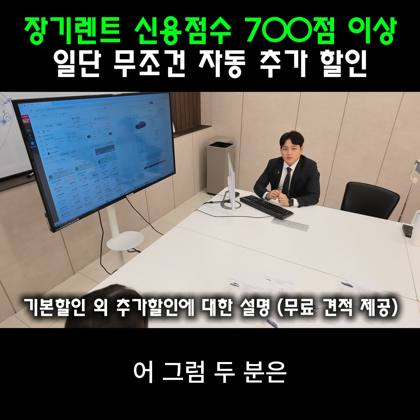 장기렌트 신용점수 700점 이상
일단 무조건 자동 추가 할인
기본할인 외 추가할인에 대한 설명 (무료 견적 제공)
어 그럼 두 분은